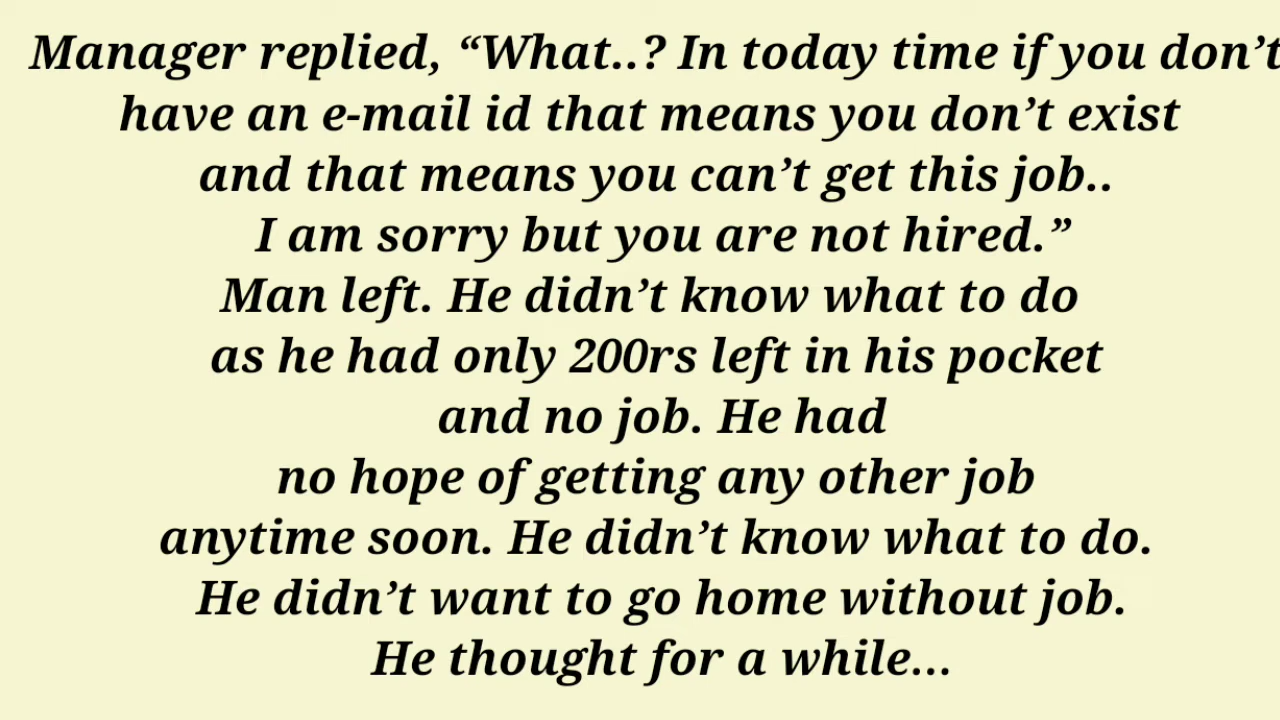 Manager replied, “What..? In today time if you don’t
have an e-mail id that means you don’t exist
and that means you can’t get this job..
I am sorry but you are not hired.”
Man left. He didn’t know what to do
as he had only 200rs left in his pocket
and no job. He had
no hope of getting any other job
anytime soon. He didn’t know what to do.
He didn’t want to go home without job.
He thought for a while...